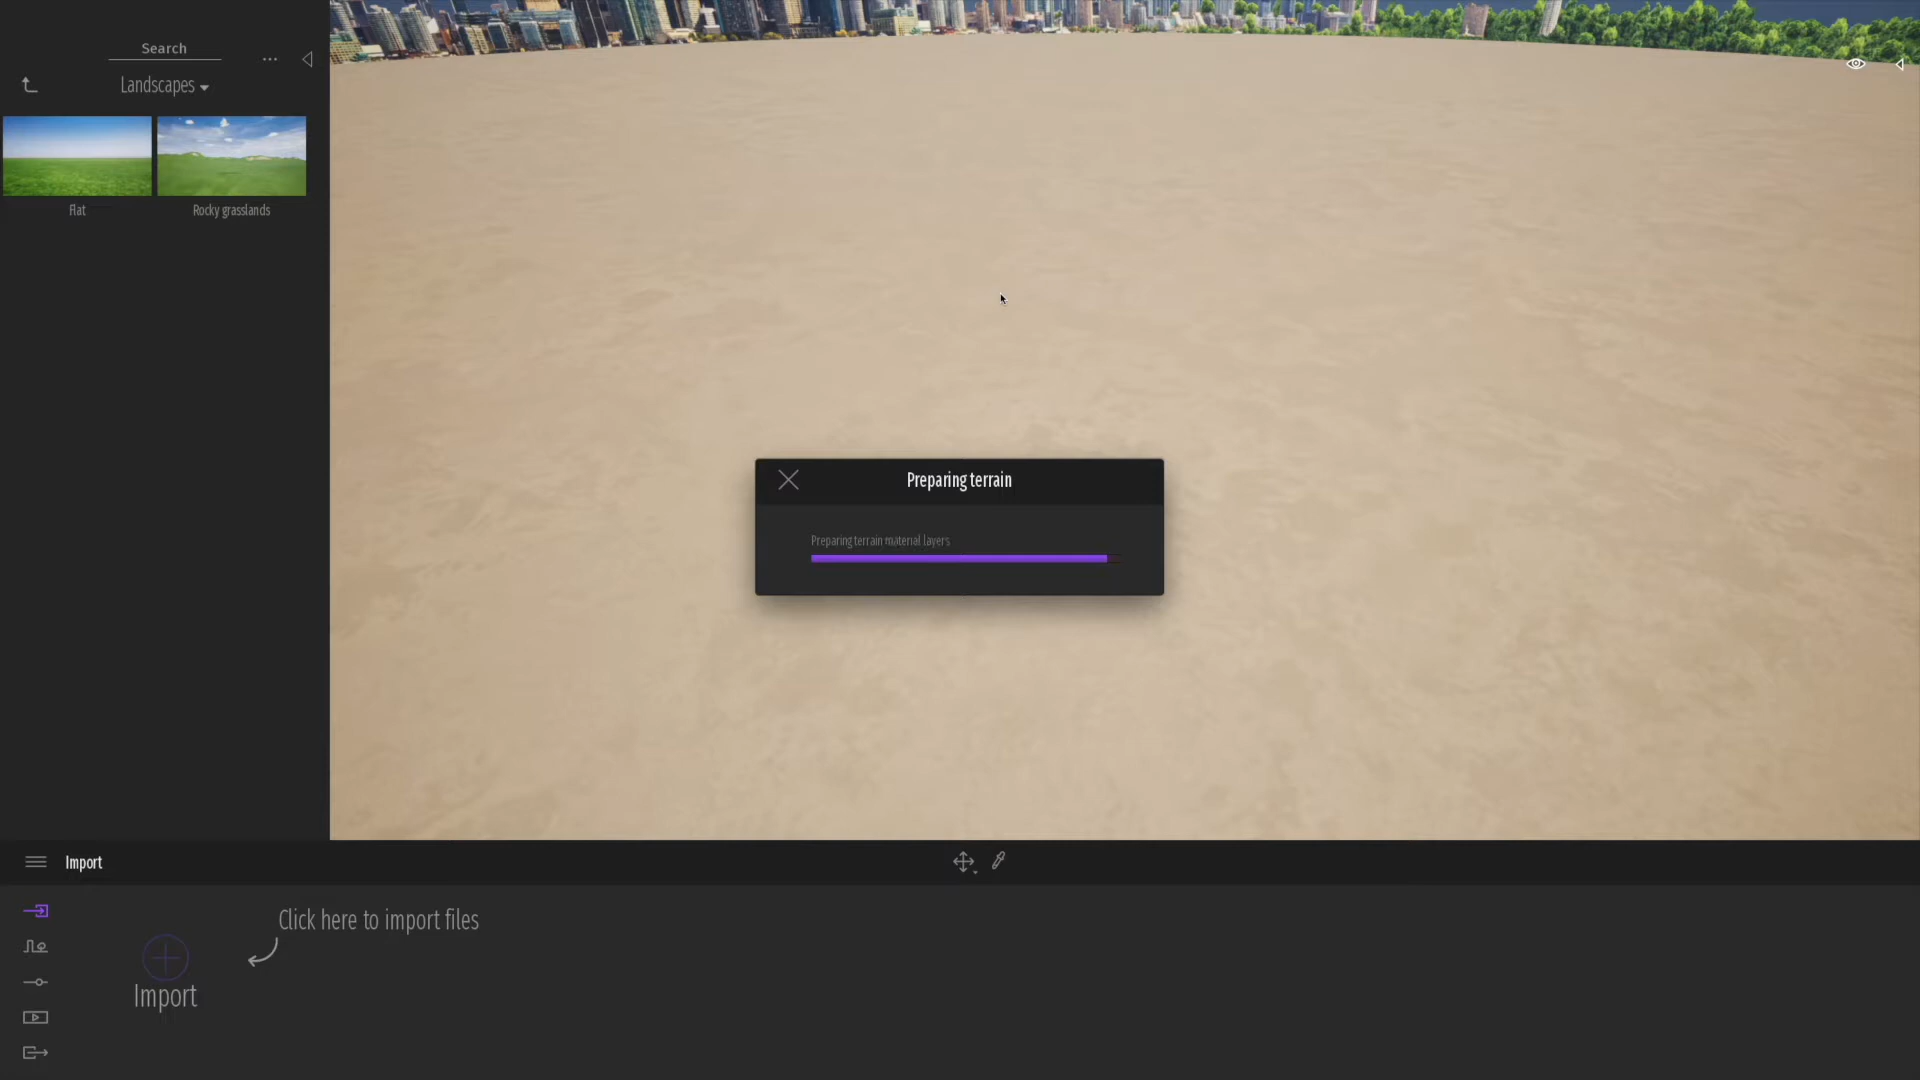 Search
Landscapes
Flat
Rocky grasslands
Preparing terrain
Preparing terrain material layers
Import
Click here to import files
Import